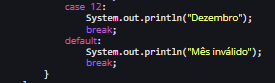 case 12:
System.out.println("Dezembro");
break;
default:
System.out.println("Mês inválido");
break;
}